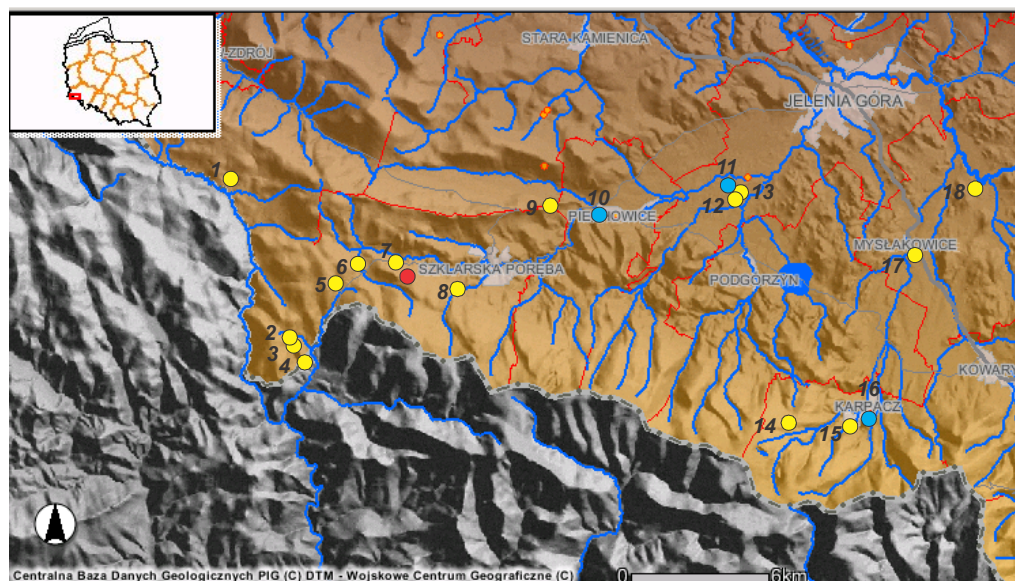 -ZDRÓJ
STARA KAMIENICA
JELENIA GÓRA
1
11
13
18
10
9
12
PIECHOWICE
MYSŁAKOWICE
7
6
SZKLARSKA PORĘBA
17
5
8
PODGÓRZYN
2
3
4
KOWARY
16
KARPACZ
14
15
Centralna Baza Danych Geologicznych PIG (C) DTM - Wojskowe Centrum Geograficzne (C)
0 6km